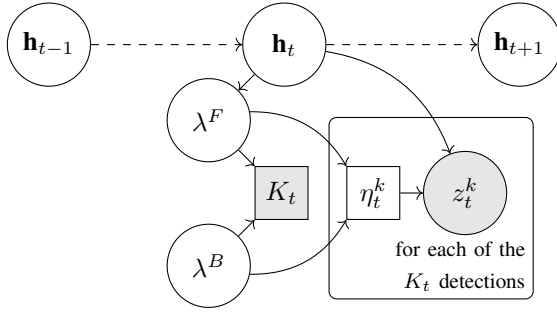 h_{t−1} h_t h_{t+1}
λ^F
K_t η_t^k z_t^k
λ^B
for each of the
K_t detections